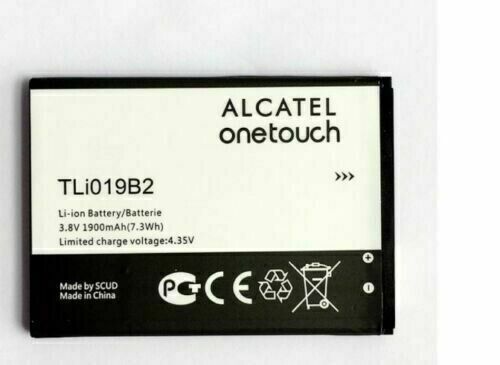 ALCATEL
onetouch
TLi019B2
Li-ion Battery/Batterie
3.8V 1900mAh(7.3Wh)
Limited charge voltage:4.35V
Made by SCUD
Made in China